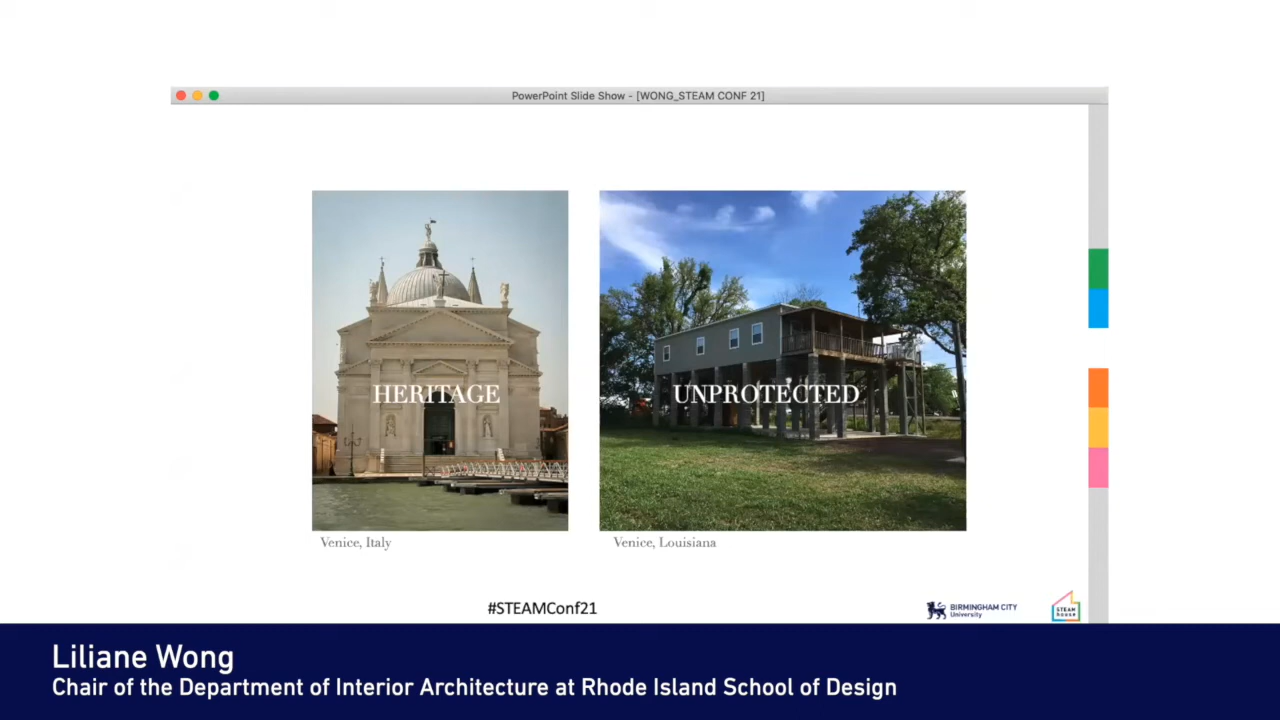 PowerPoint Slide Show - [WONG_STEAM CONF 21]
HERITAGE
UNPROTECTED
Venice, Italy
Venice, Louisiana
#STEAMConf21
BIRMINGHAM CITY
University
STEAM
house
Liliane Wong
Chair of the Department of Interior Architecture at Rhode Island School of Design